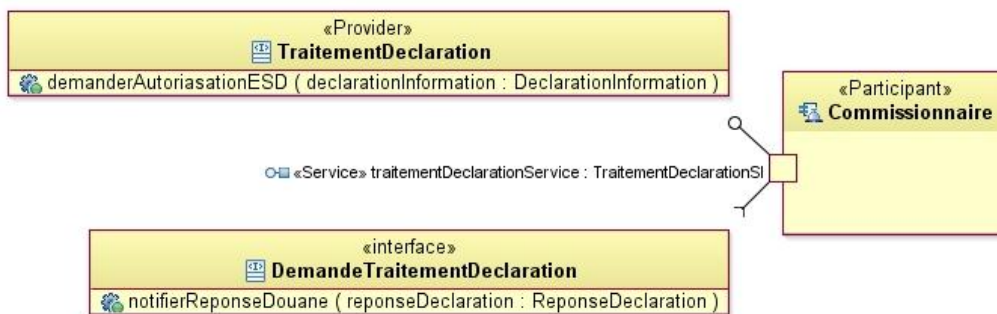 «Provider»
TraitementDeclaration
demanderAutoriasationESD ( declarationInformation : DeclarationInformation )
«Participant»
Commissionnaire
«Service» traitementDeclarationService : TraitementDeclarationSI
«interface»
DemandeTraitementDeclaration
notifierReponseDouane ( reponseDeclaration : ReponseDeclaration )